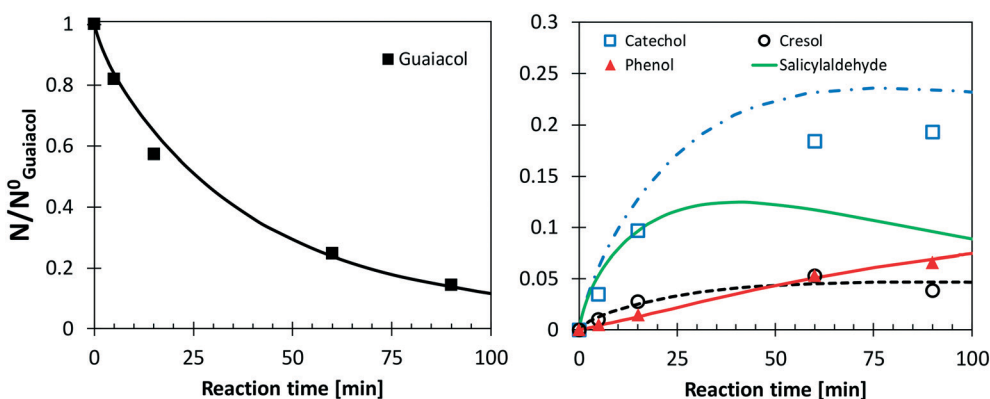 1
0.8
0.6
0.4
0.2
0
0
25
50
75
100
N/N⁰Guaiacol
Guaiacol
Reaction time [min]
0.3
0.25
0.2
0.15
0.1
0.05
0
0
25
50
75
100
Catechol
Cresol
Phenol
Salicylaldehyde
Reaction time [min]